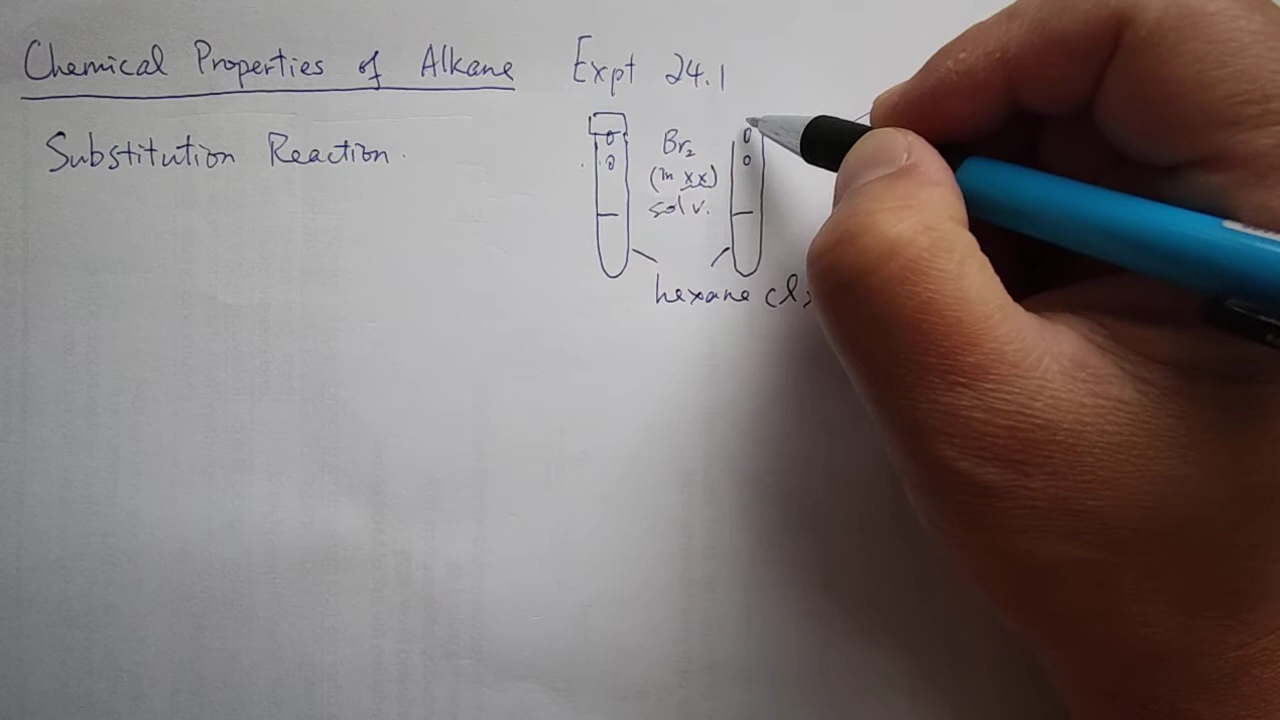 Chemical Properties of Alkane
Expt 24.1
Substitution Reaction.
Br₂
(in xx)
solv.
hexane (l)